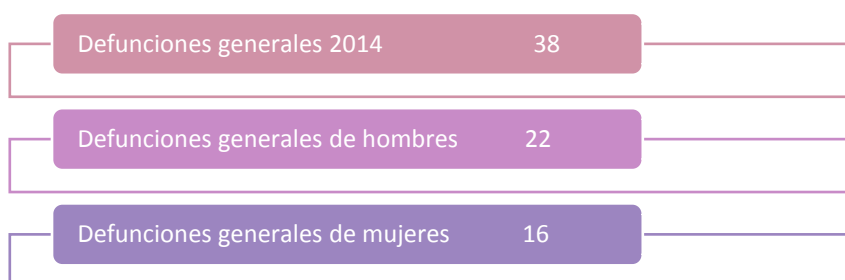 Defunciones generales 2014 38
Defunciones generales de hombres 22
Defunciones generales de mujeres 16